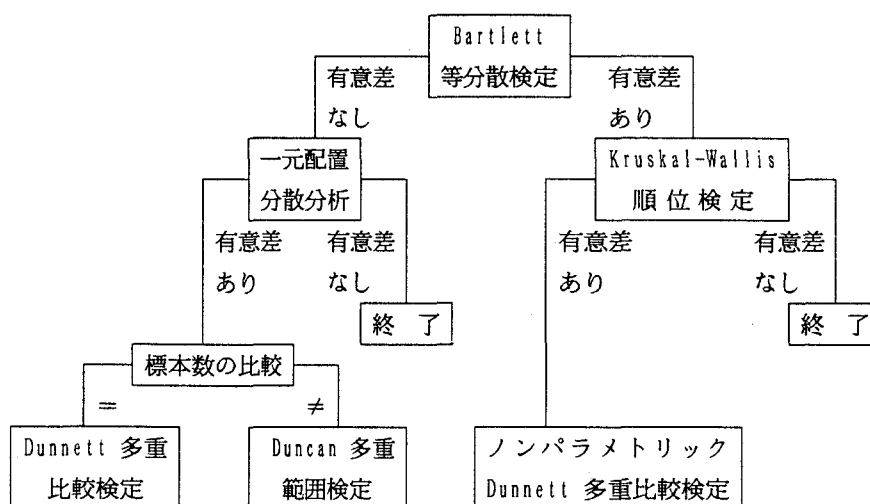 Bartlett
等分散検定
有意差
なし
有意差
あり
一元配置
分散分析
Kruskal-Wallis
順位検定
有意差
あり
有意差
なし
有意差
あり
有意差
なし
終 了
終 了
標本数の比較
=
≠
Dunnett 多重
比較検定
Duncan 多重
範囲検定
ノンパラメトリック
Dunnett 多重比較検定